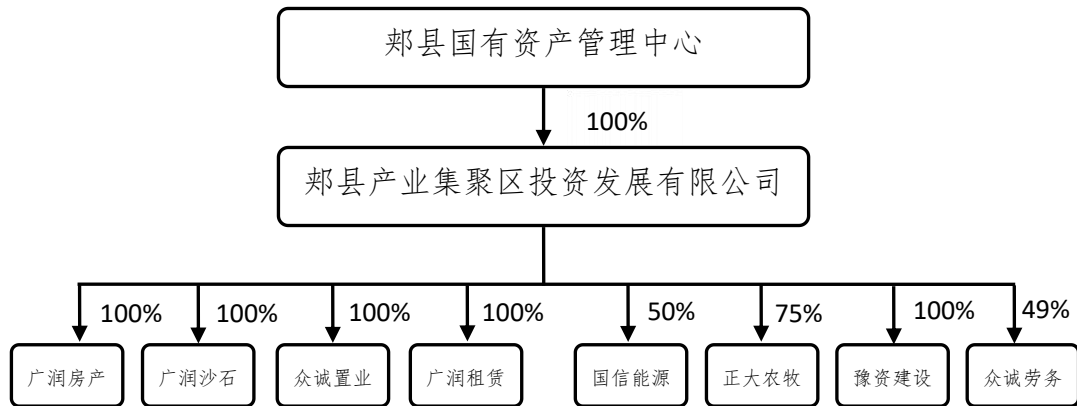 郏县国有资产管理中心
100%
郏县产业集聚区投资发展有限公司
100% 100% 100% 100% 50% 75% 100% 49%
广润房产 广润沙石 众诚置业 广润租赁 国信能源 正大农牧 豫资建设 众诚劳务